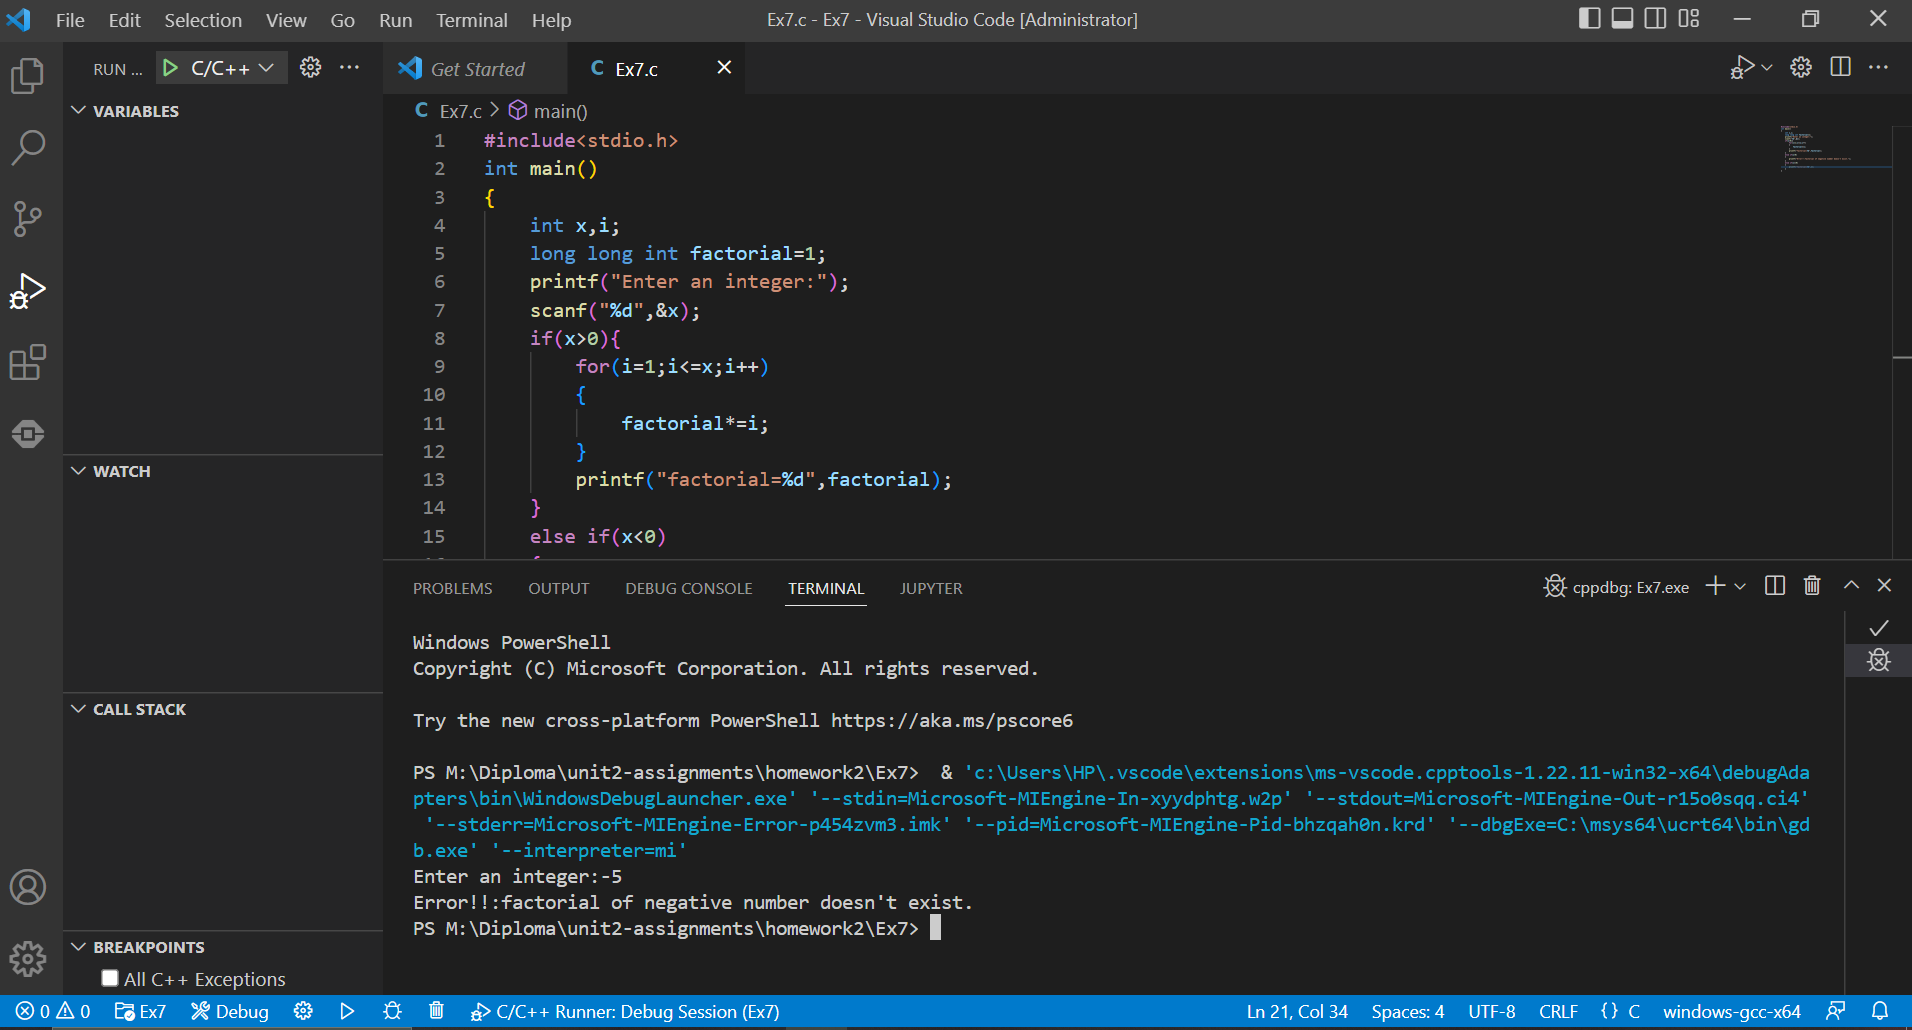 File Edit Selection View Go Run Terminal Help
Ex7.c - Ex7 - Visual Studio Code [Administrator]
RUN ... C/C++
Get Started
C Ex7.c
VARIABLES
WATCH
CALL STACK
BREAKPOINTS
All C++ Exceptions
C Ex7.c > main()
1 #include<stdio.h>
2 int main()
3 {
4 int x,i;
5 long long int factorial=1;
6 printf("Enter an integer:");
7 scanf("%d",&x);
8 if(x>0){
9 for(i=1;i<=x;i++)
10 {
11 factorial*=i;
12 }
13 printf("factorial=%d",factorial);
14 }
15 else if(x<0)
PROBLEMS OUTPUT DEBUG CONSOLE TERMINAL JUPYTER
cppdbg: Ex7.exe
Windows PowerShell
Copyright (C) Microsoft Corporation. All rights reserved.
Try the new cross-platform PowerShell https://aka.ms/pscore6
PS M:\Diploma\unit2-assignments\homework2\Ex7>  & 'c:\Users\HP\.vscode\extensions\ms-vscode.cpptools-1.22.11-win32-x64\debugAda
pters\bin\WindowsDebugLauncher.exe' '--stdin=Microsoft-MIEngine-In-xyydphtg.w2p' '--stdout=Microsoft-MIEngine-Out-r15o0sqq.ci4'
'--stderr=Microsoft-MIEngine-Error-p454zvm3.imk' '--pid=Microsoft-MIEngine-Pid-bhzqah0n.krd' '--dbgExe=C:\msys64\ucrt64\bin\gd
b.exe' '--interpreter=mi'
Enter an integer:-5
Error!!:factorial of negative number doesn't exist.
PS M:\Diploma\unit2-assignments\homework2\Ex7>
0 0 Ex7 Debug C/C++ Runner: Debug Session (Ex7)
Ln 21, Col 34 Spaces: 4 UTF-8 CRLF {} C windows-gcc-x64